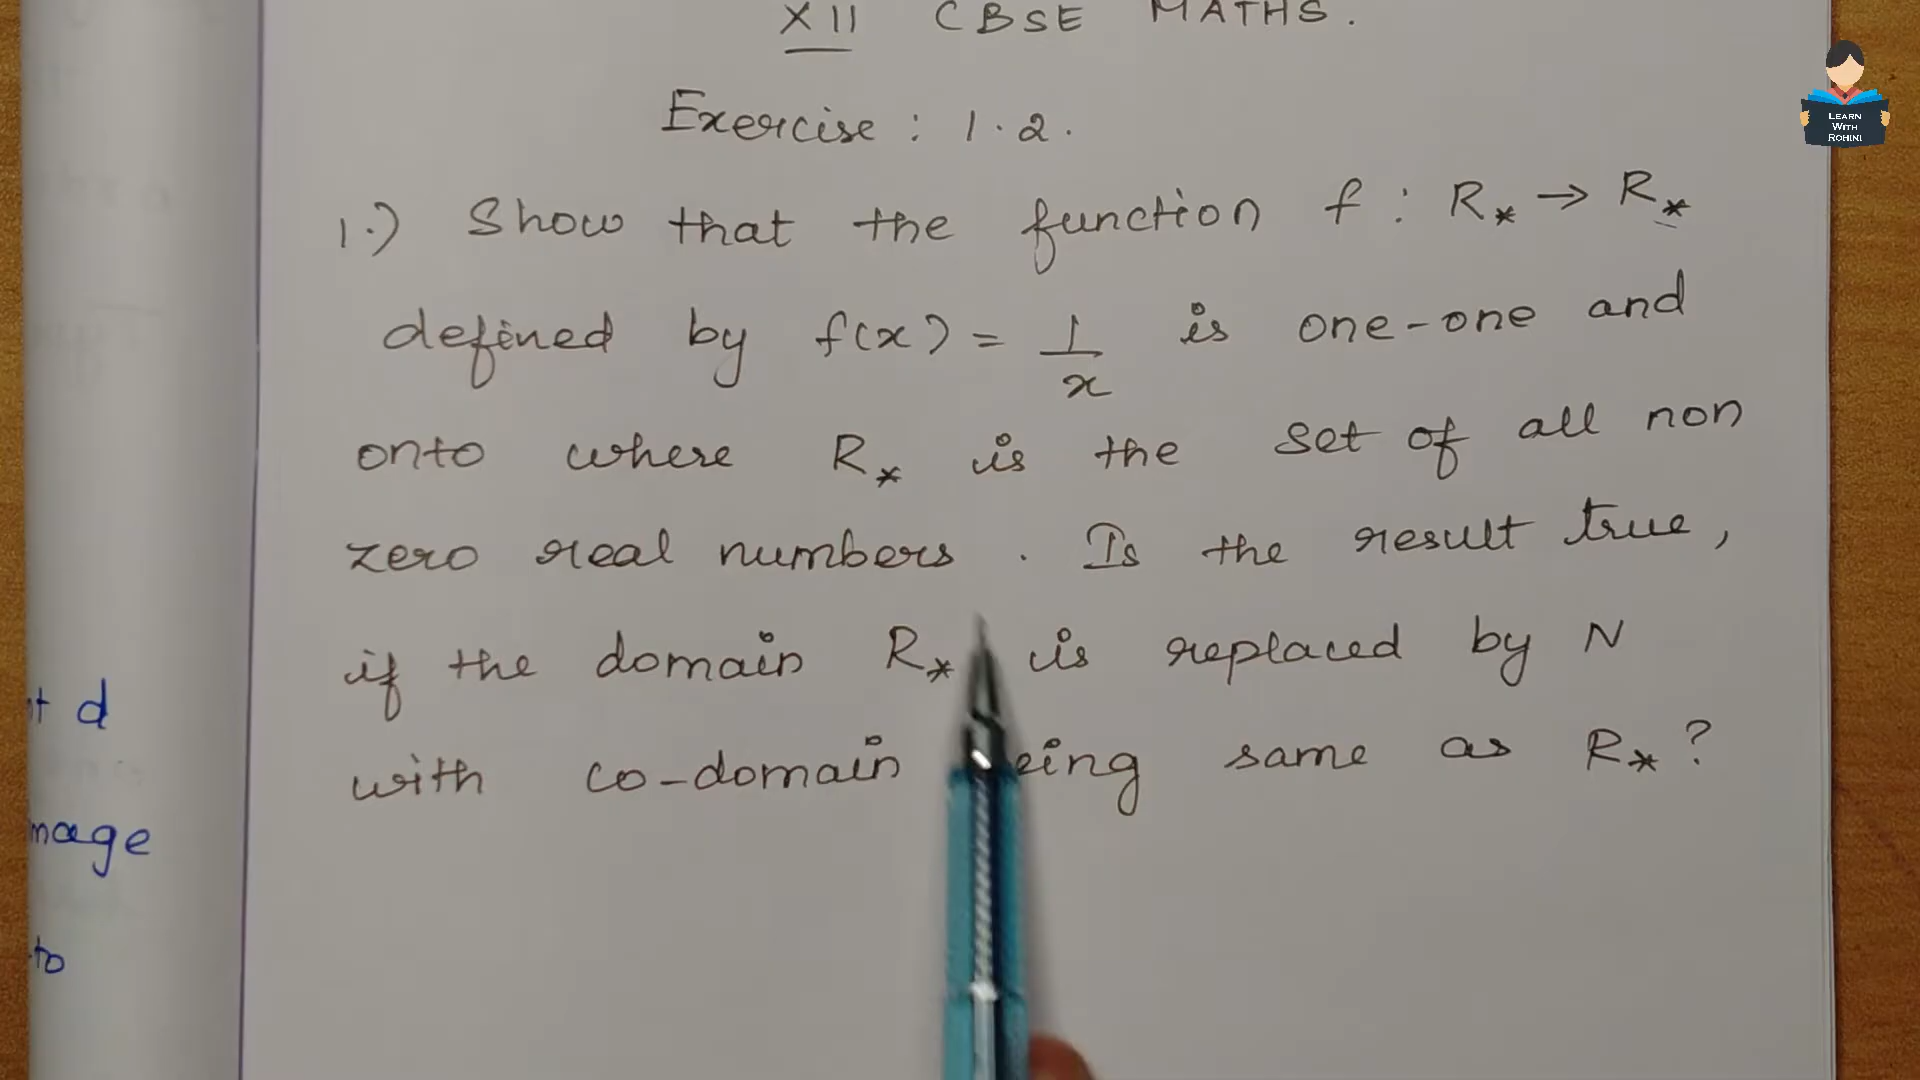 XII CBSE MATHS.
Exercise : 1.2.
1.) Show that the function f : R* → R*
defined by f(x) = 1/x is one-one and
onto where R* is the set of all non
zero real numbers . Is the result true,
if the domain R* is replaced by N
with co-domain eing same as R* ?
d
mage
to
LEARN
WITH
ROHINI